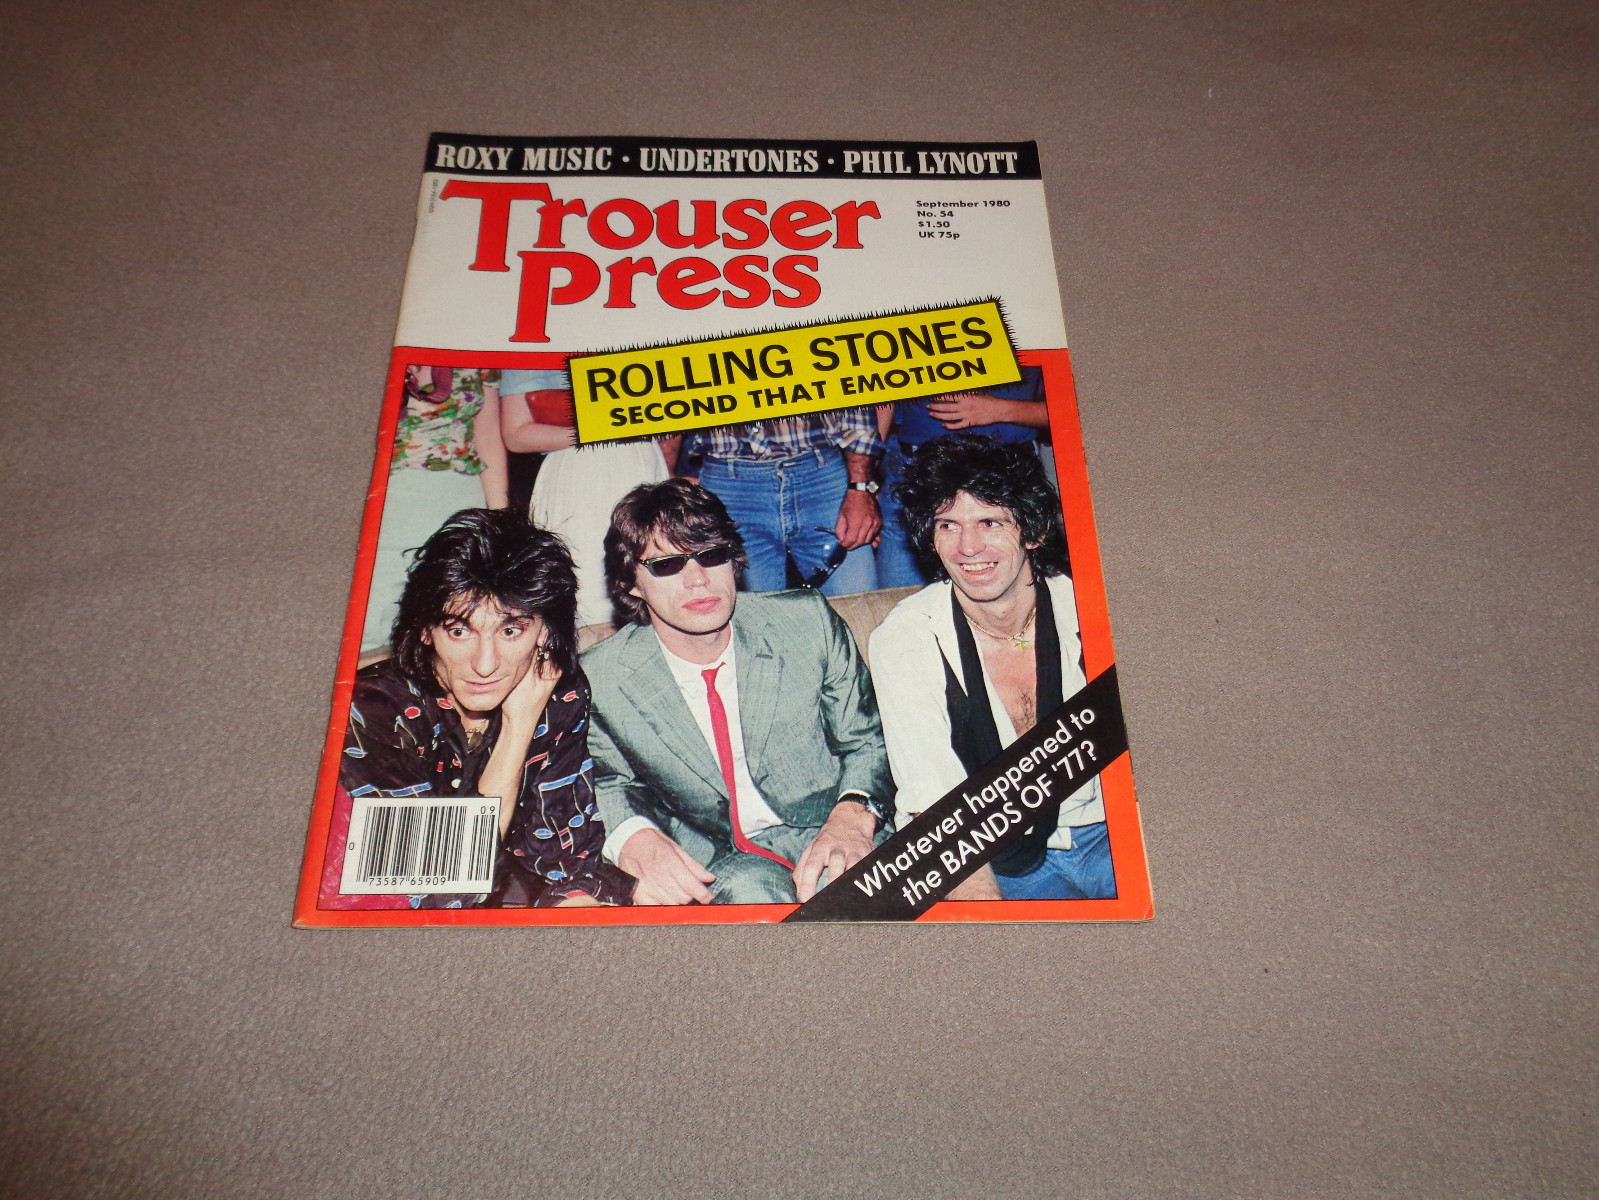 ROXY MUSIC · UNDERTONES · PHIL LYNOTT
Trouser
Press
September 1980
No. 54
$1.50
UK 75p
ROLLING STONES
SECOND THAT EMOTION
Whatever happened to
the BANDS OF '77?
09
0
73587 65909